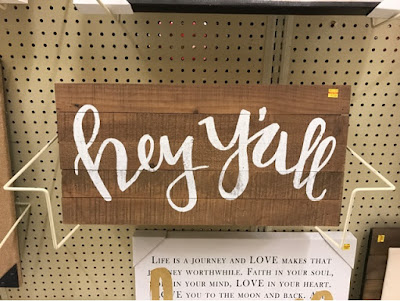 hey y'all
LIFE IS A JOURNEY AND LOVE MAKES THAT
JOURNEY WORTHWHILE. FAITH IN YOUR SOUL,
IN YOUR MIND, LOVE IN YOUR HEART.
LOVE YOU TO THE MOON AND BACK.